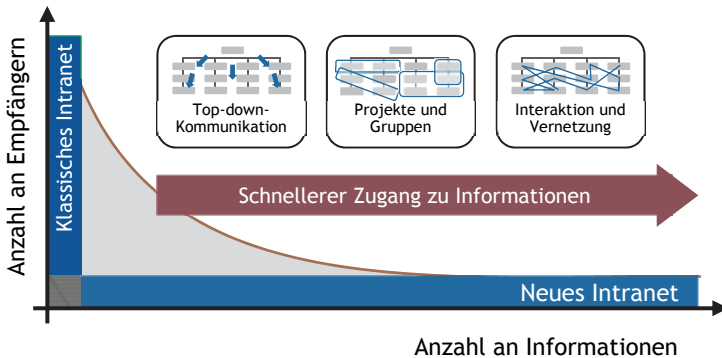 Anzahl an Empfängern
Klassisches Intranet
Top-down-
Kommunikation
Projekte und
Gruppen
Interaktion und
Vernetzung
Schnellerer Zugang zu Informationen
Neues Intranet
Anzahl an Informationen